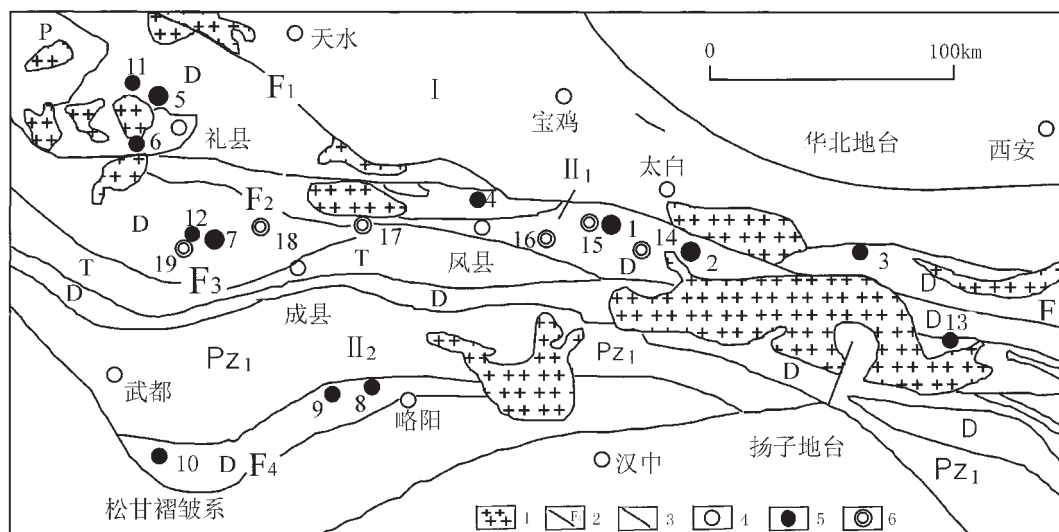 P
天水
0 100km
11 D
5
F1
I
宝鸡
华北地台
西安
6 礼县
太白
II1
4
F2
D
12 7 18 17 16 15 1 14 2 3
19
F3
T
T
凤县
D
D
D
D
F
D
13
成县
Pz1
II2
Pz1
D
武都
9 8
略阳
D
10 D F4
汉中
扬子地台
Pz1
松甘褶皱系
1 F4 2 3 4 5 6